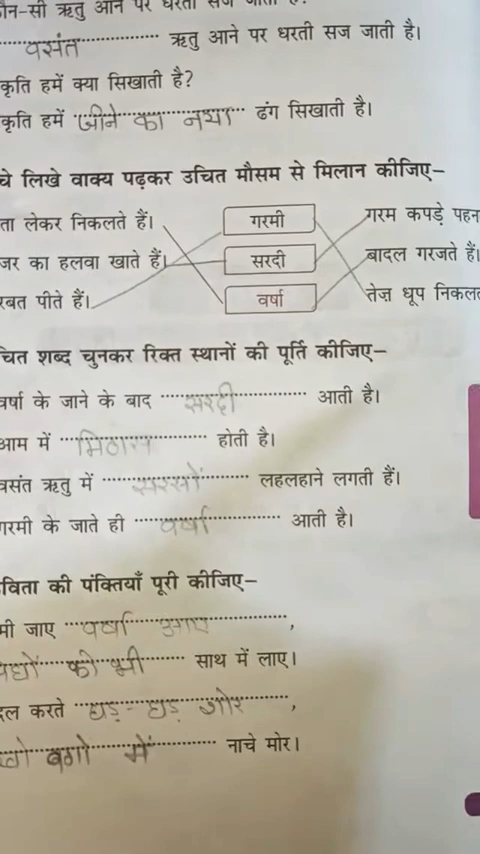 ौन-सी ऋतु आने पर धरती सज जाती है?
वसंत ऋतु आने पर धरती सज जाती है।
कृति हमें क्या सिखाती है?
कृति हमें जीने का नया ढंग सिखाती है।
चे लिखे वाक्य पढ़कर उचित मौसम से मिलान कीजिए–
ता लेकर निकलते हैं। गरमी गरम कपड़े पहन
जर का हलवा खाते हैं। सरदी बादल गरजते हैं।
रबत पीते हैं। वर्षा तेज़ धूप निकल
चित शब्द चुनकर रिक्त स्थानों की पूर्ति कीजिए–
वर्षा के जाने के बाद सरदी आती है।
आम में मिठास होती है।
वसंत ऋतु में सरसों लहलहाने लगती हैं।
गरमी के जाते ही वर्षा आती है।
विता की पंक्तियाँ पूरी कीजिए–
मी जाए वर्षा आए,
को भी साथ में लाए।
दल करते घड़-घड़ शोर,
में नाचे मोर।